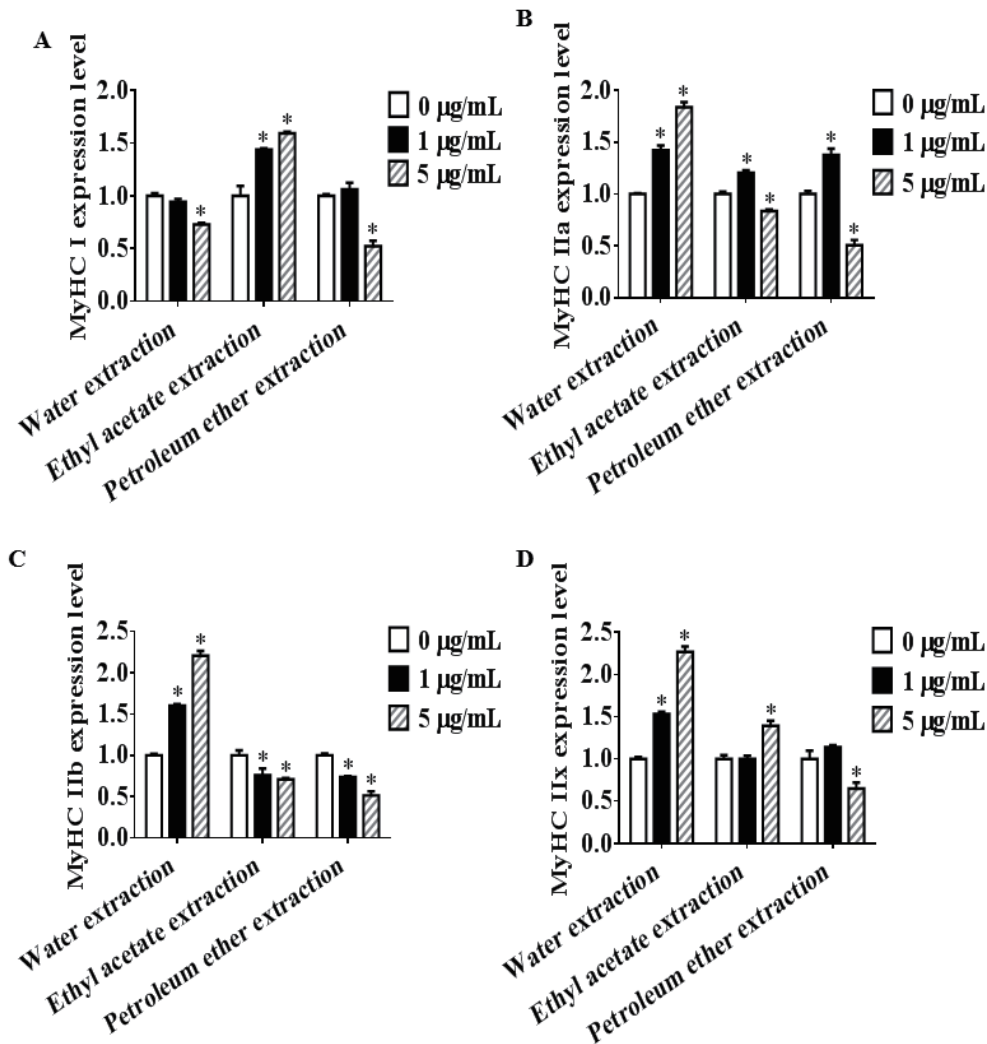 A
MyHC I expression level
2.0
1.5
1.0
0.5
0.0
0 μg/mL
1 μg/mL
5 μg/mL
* * * *
Water extraction
Ethyl acetate extraction
Petroleum ether extraction
B
MyHC IIa expression level
2.0
1.5
1.0
0.5
0.0
0 μg/mL
1 μg/mL
5 μg/mL
* * * * * *
Water extraction
Ethyl acetate extraction
Petroleum ether extraction
C
MyHC IIb expression level
2.5
2.0
1.5
1.0
0.5
0.0
0 μg/mL
1 μg/mL
5 μg/mL
* * * * * *
Water extraction
Ethyl acetate extraction
Petroleum ether extraction
D
MyHC IIx expression level
2.5
2.0
1.5
1.0
0.5
0.0
0 μg/mL
1 μg/mL
5 μg/mL
* * * *
Water extraction
Ethyl acetate extraction
Petroleum ether extraction